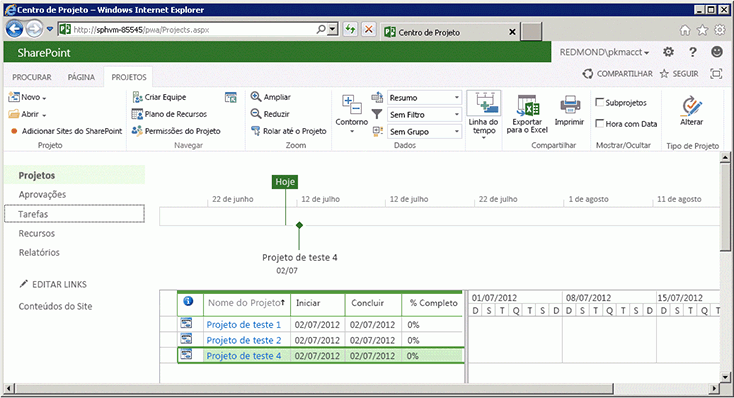 Centro de Projeto – Windows Internet Explorer
http://sphvm-85545/pwa/Projects.aspx
Centro de Projeto
SharePoint
REDMOND\pkmacct
PROCURAR PÁGINA PROJETOS
COMPARTILHAR SEGUIR
Novo
Abrir
Adicionar Sites do SharePoint
Projeto
Criar Equipe
Plano de Recursos
Permissões do Projeto
Navegar
Ampliar
Reduzir
Rolar até o Projeto
Zoom
Contorno
Resumo
Sem Filtro
Sem Grupo
Dados
Linha do
tempo
Exportar
para o Excel
Imprimir
Compartilhar
Subprojetos
Hora com Data
Mostrar/Ocultar
Alterar
Tipo de Projeto
Projetos
Aprovações
Tarefas
Recursos
Relatórios
EDITAR LINKS
Conteúdos do Site
Hoje
22 de junho 12 de julho 12 de julho 22 de julho 1 de agosto 11 de agosto
Projeto de teste 4
02/07
Nome do Projeto↑ Iniciar Concluir % Completo
Projeto de teste 1 02/07/2012 02/07/2012 0%
Projeto de teste 2 02/07/2012 02/07/2012 0%
Projeto de teste 4 02/07/2012 02/07/2012 0%
01/07/2012 08/07/2012 15/07/2012
D S T Q T S D S T Q T S D S T Q